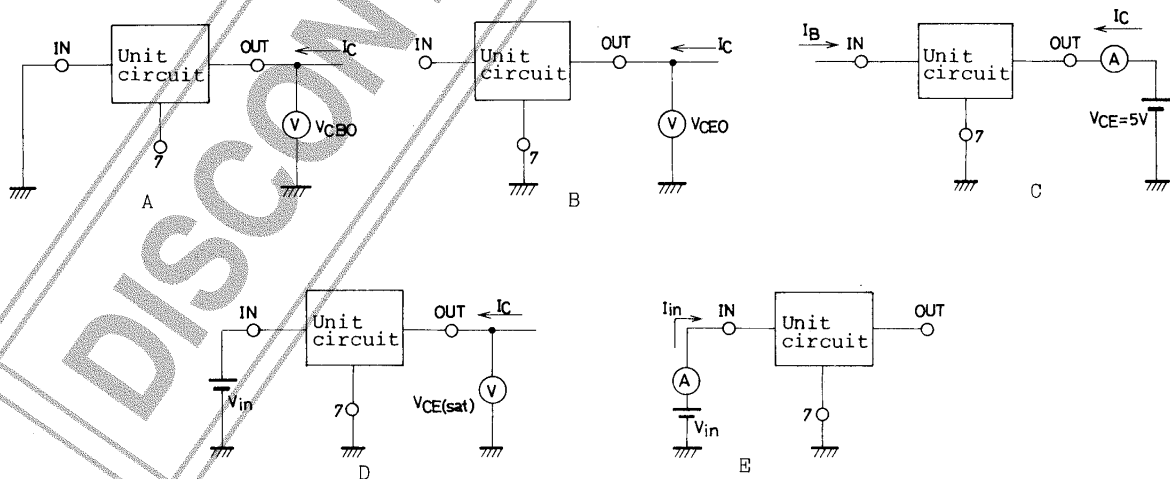 IN
Unit
circuit
OUT
IC
V
VCBO
7
A
IN
Unit
circuit
OUT
IC
V
VCEO
7
B
IB
IN
Unit
circuit
OUT
IC
A
VCE=5V
7
C
IN
Unit
circuit
OUT
IC
V
VCE(sat)
Vin
7
D
Iin
IN
Unit
circuit
OUT
A
Vin
7
E
DISCON